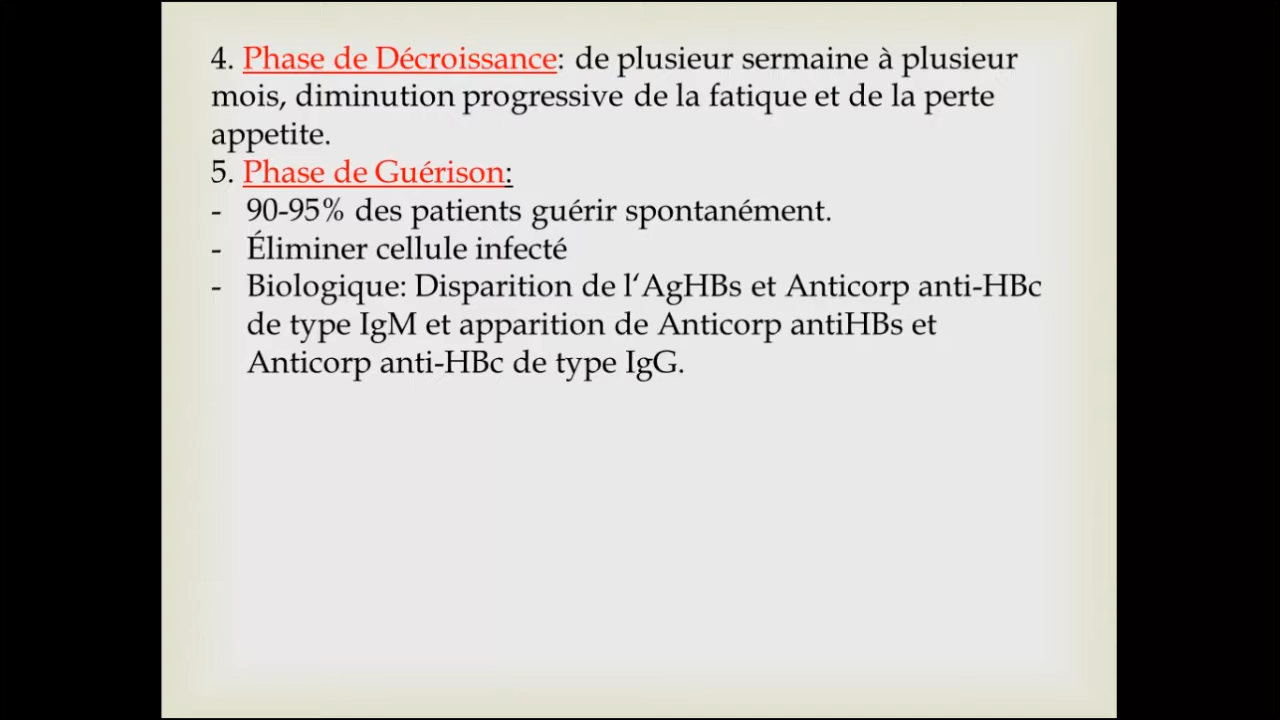 4. Phase de Décroissance: de plusieur sermaine à plusieur
mois, diminution progressive de la fatique et de la perte
appetite.
5. Phase de Guérison:
- 90-95% des patients guérir spontanément.
- Éliminer cellule infecté
- Biologique: Disparition de l‘AgHBs et Anticorp anti-HBc
de type IgM et apparition de Anticorp antiHBs et
Anticorp anti-HBc de type IgG.